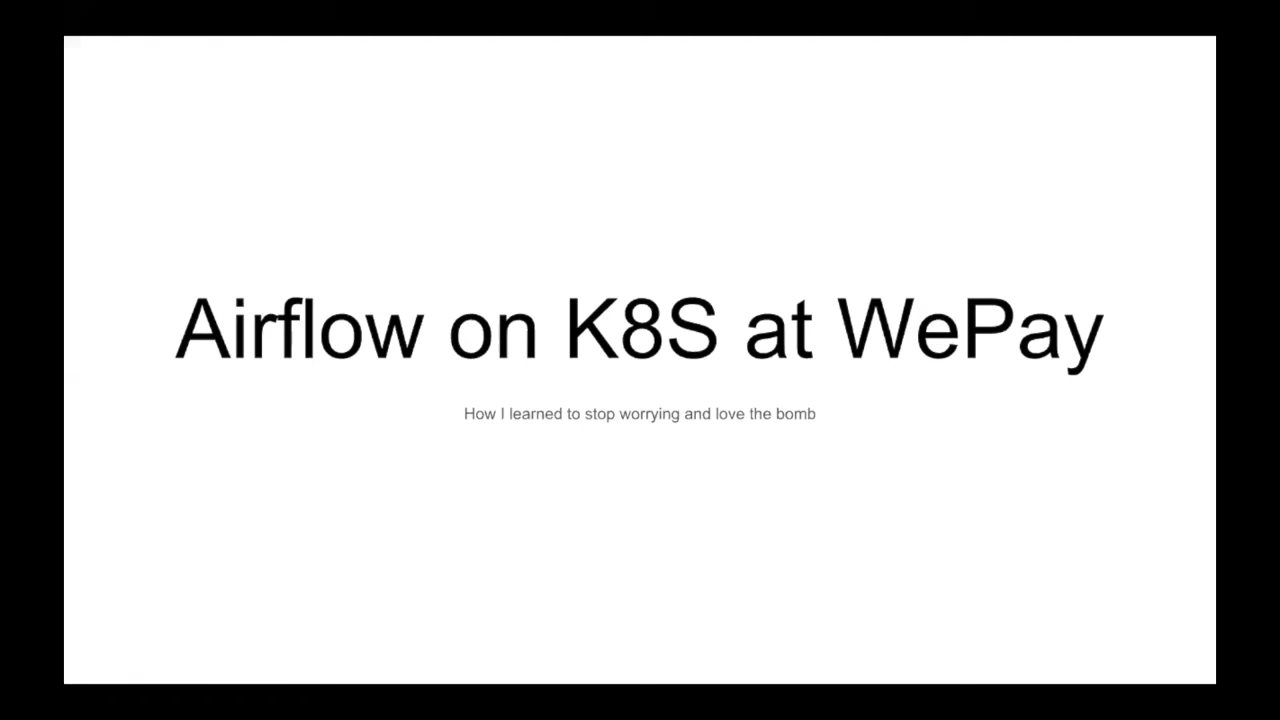 Airflow on K8S at WePay
How I learned to stop worrying and love the bomb